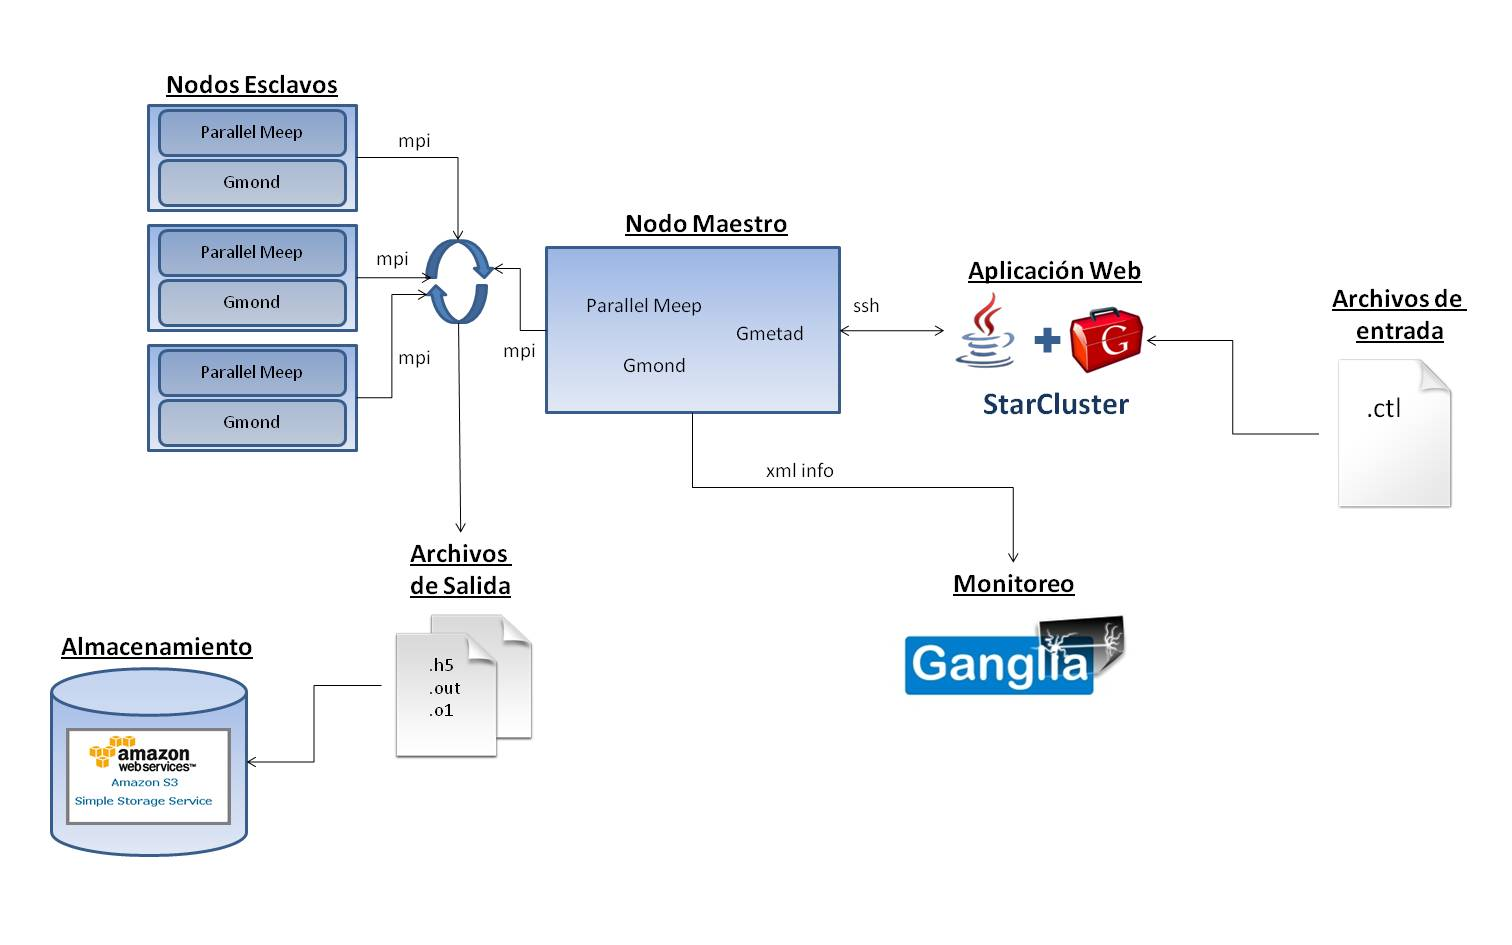 Nodos Esclavos
Parallel Meep
Gmond
mpi
Parallel Meep
Gmond
mpi
Parallel Meep
Gmond
mpi
Nodo Maestro
Parallel Meep
Gmetad
Gmond
mpi
ssh
Aplicación Web
G
StarCluster
Archivos de
entrada
.ctl
xml info
Monitoreo
Ganglia
Archivos
de Salida
.h5
.out
.o1
Almacenamiento
amazon
webservices™
Amazon S3
Simple Storage Service